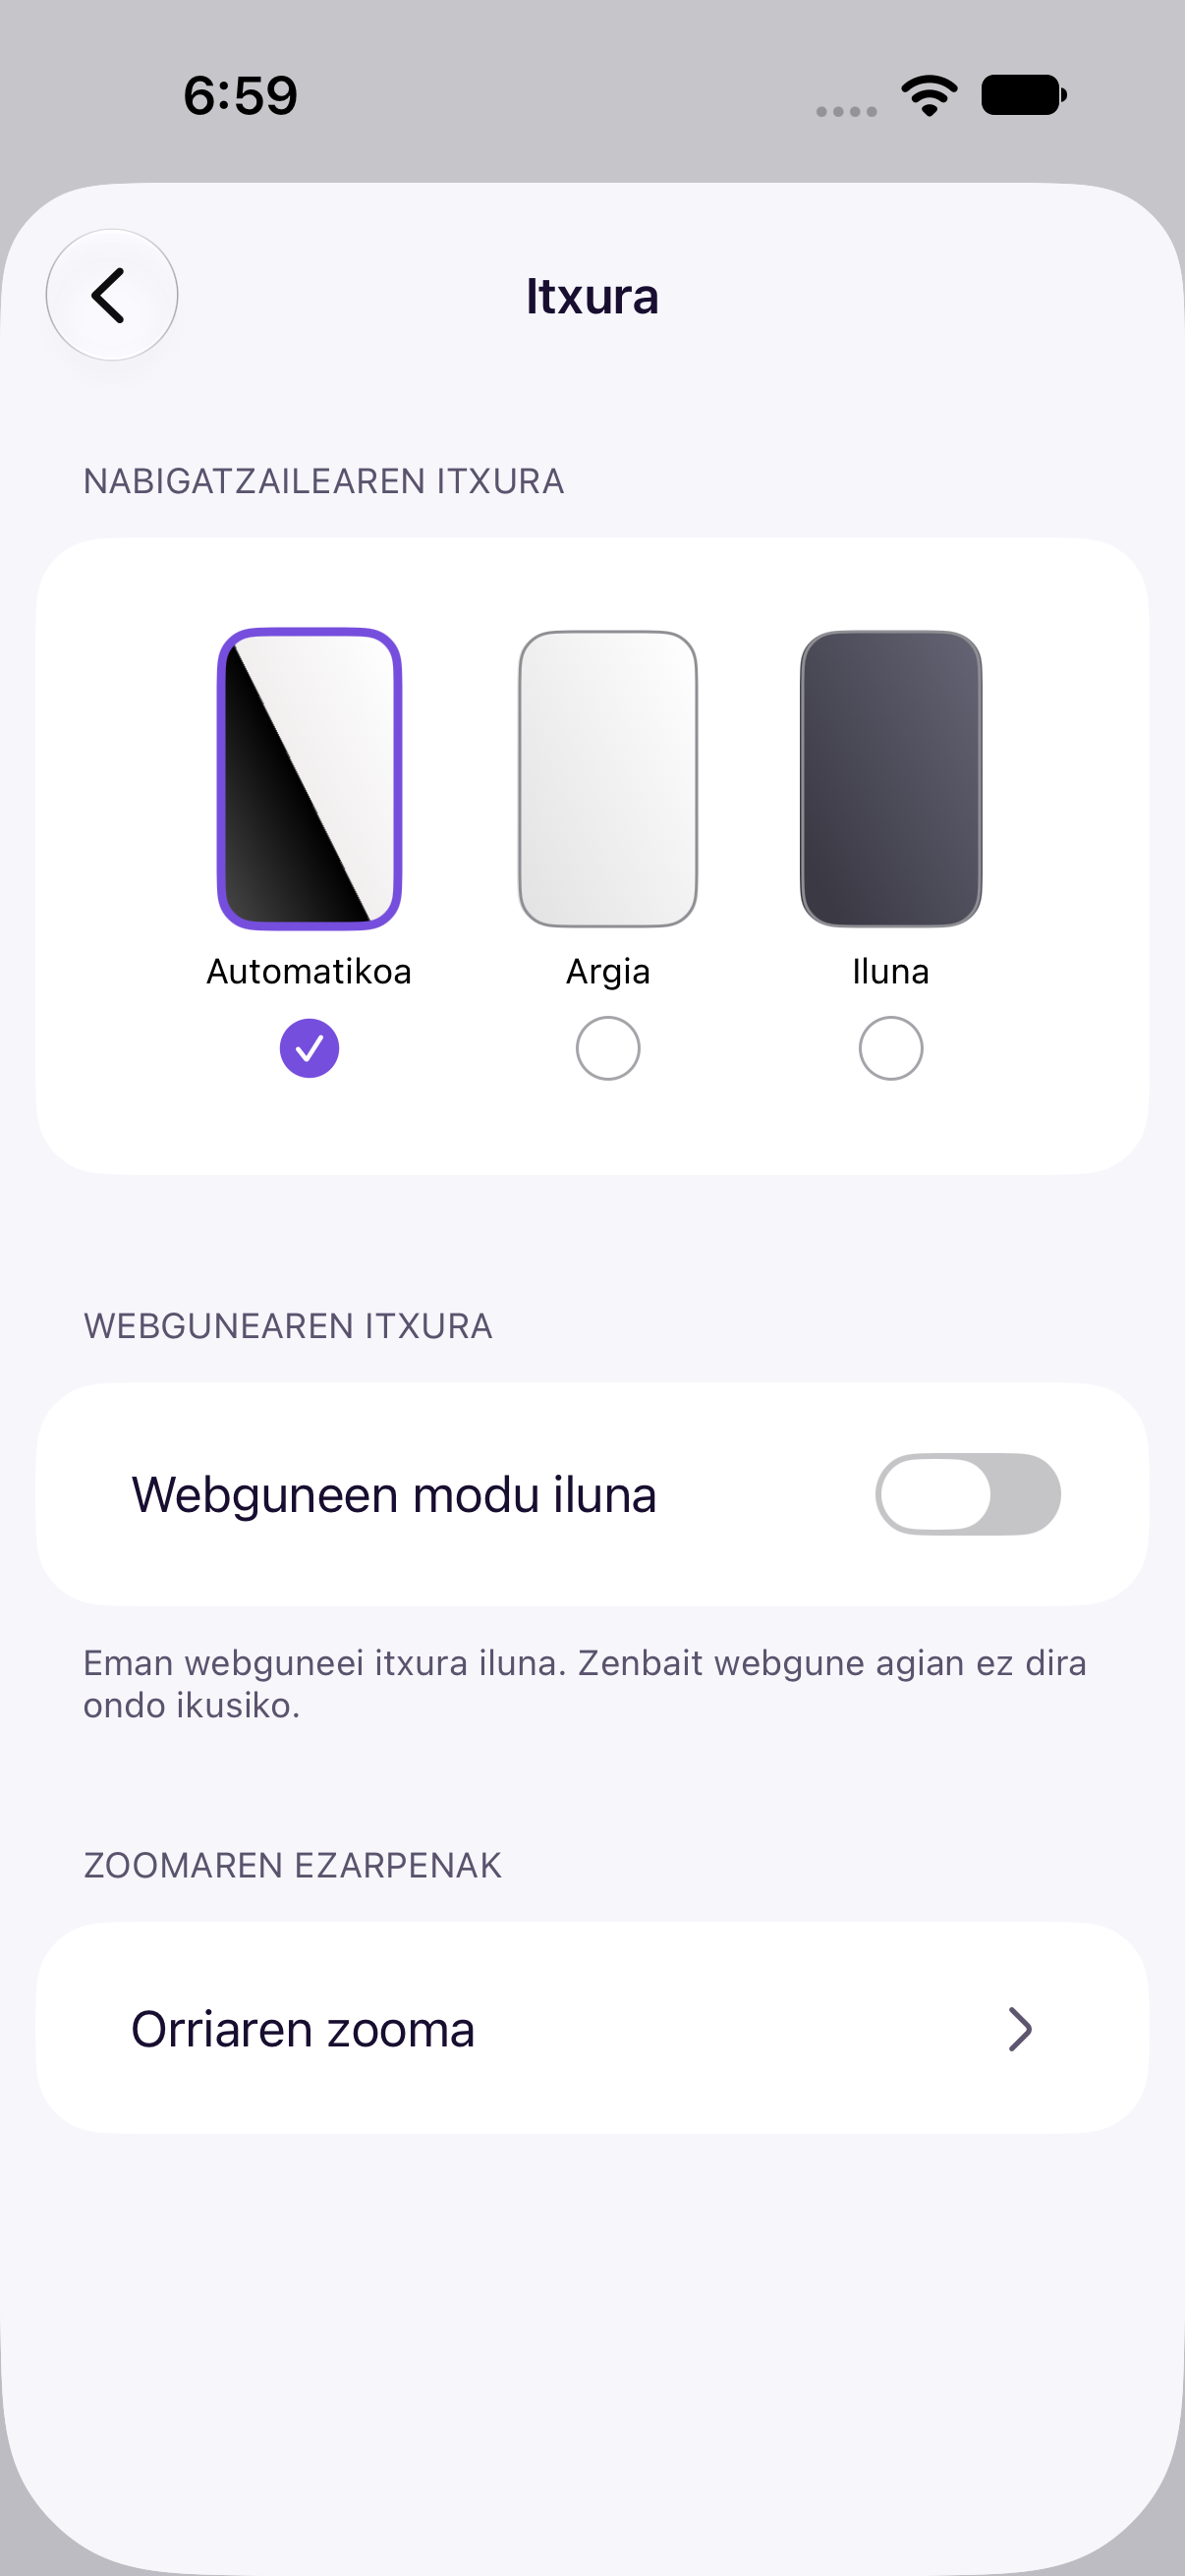 6:59
Itxura
NABIGATZAILEAREN ITXURA
Automatikoa
Argia
Iluna
WEBGUNEAREN ITXURA
Webguneen modu iluna
Eman webguneei itxura iluna. Zenbait webgune agian ez dira
ondo ikusiko.
ZOOMAREN EZARPENAK
Orriaren zooma